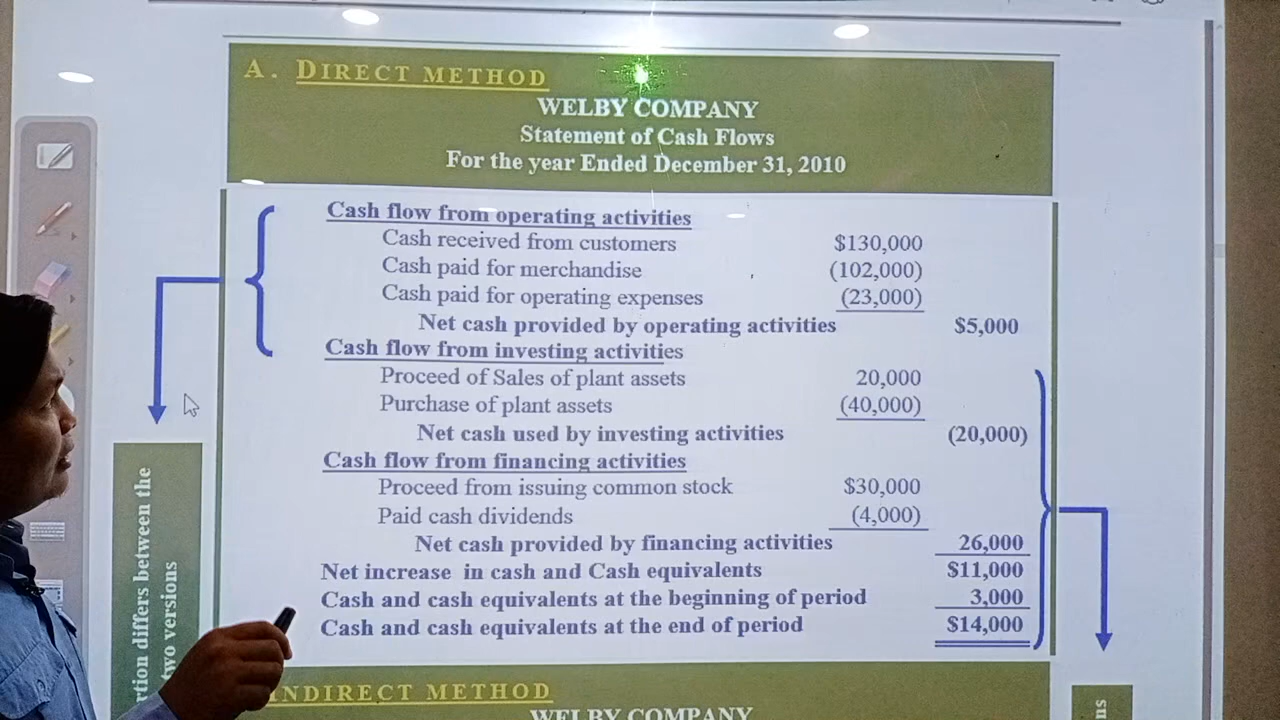 A. DIRECT METHOD
WELBY COMPANY
Statement of Cash Flows
For the year Ended December 31, 2010
Cash flow from operating activities
Cash received from customers $130,000
Cash paid for merchandise (102,000)
Cash paid for operating expenses (23,000)
Net cash provided by operating activities $5,000
Cash flow from investing activities
Proceed of Sales of plant assets 20,000
Purchase of plant assets (40,000)
Net cash used by investing activities (20,000)
Cash flow from financing activities
Proceed from issuing common stock $30,000
Paid cash dividends (4,000)
Net cash provided by financing activities 26,000
Net increase in cash and Cash equivalents $11,000
Cash and cash equivalents at the beginning of period 3,000
Cash and cash equivalents at the end of period $14,000
differs between the
two versions
INDIRECT METHOD
WELBY COMPANY